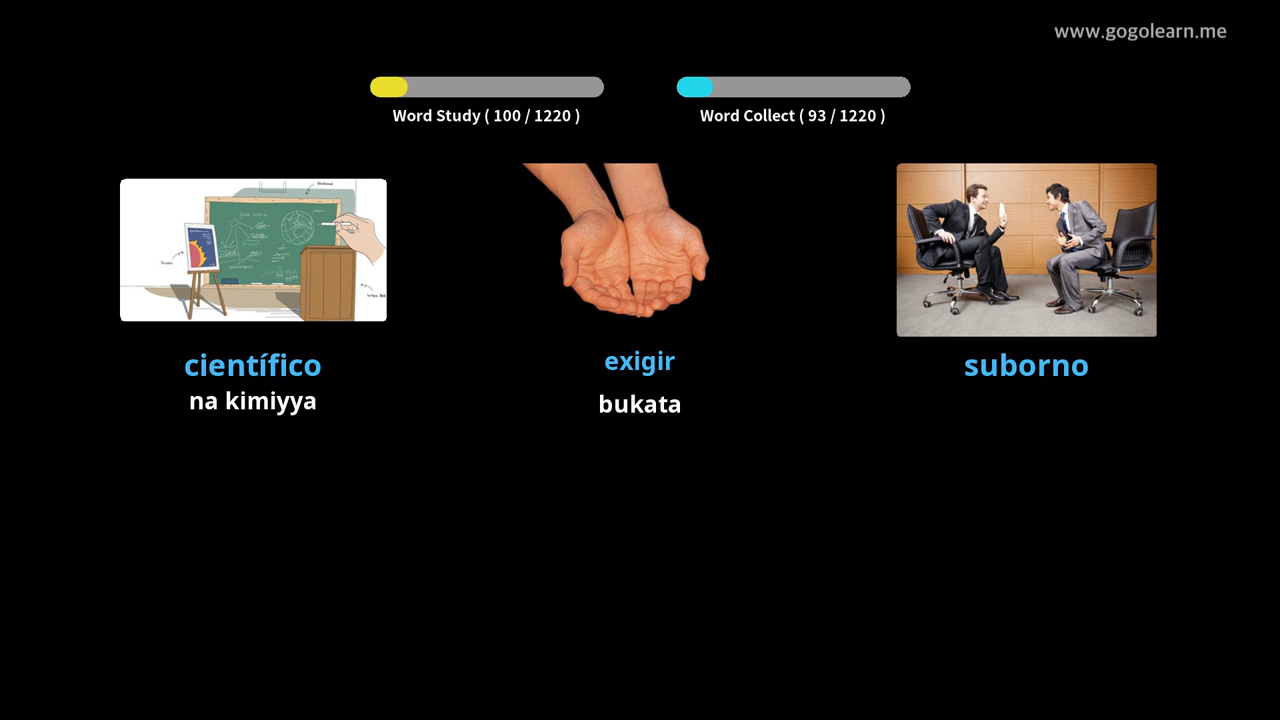 www.gogolearn.me
Word Study ( 100 / 1220 )
Word Collect ( 93 / 1220 )
científico
na kimiyya
exigir
bukata
suborno